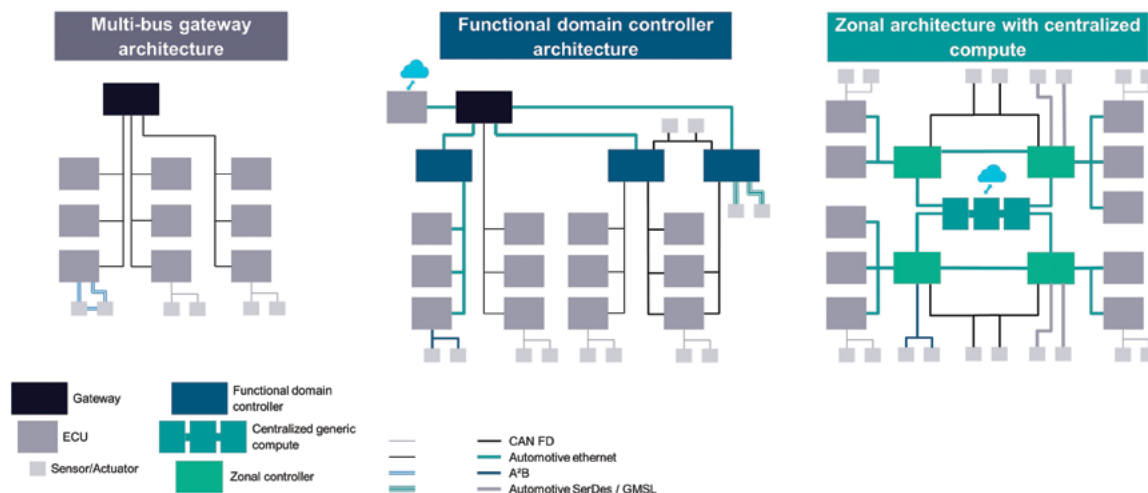 Multi-bus gateway
architecture
Functional domain controller
architecture
Zonal architecture with centralized
compute
Gateway
ECU
Sensor/Actuator
Functional domain
controller
Centralized generic
compute
Zonal controller
CAN FD
Automotive ethernet
A²B
Automotive SerDes / GMSL